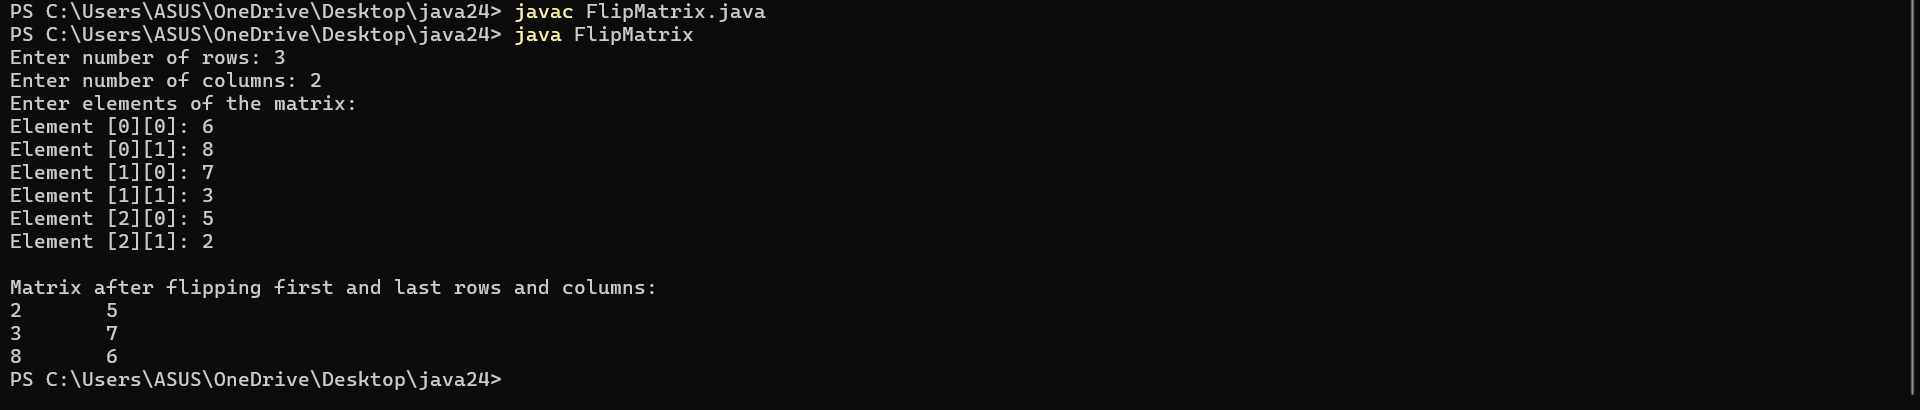 PS C:\Users\ASUS\OneDrive\Desktop\java24> javac FlipMatrix.java
PS C:\Users\ASUS\OneDrive\Desktop\java24> java FlipMatrix
Enter number of rows: 3
Enter number of columns: 2
Enter elements of the matrix:
Element [0][0]: 6
Element [0][1]: 8
Element [1][0]: 7
Element [1][1]: 3
Element [2][0]: 5
Element [2][1]: 2

Matrix after flipping first and last rows and columns:
2       5
3       7
8       6
PS C:\Users\ASUS\OneDrive\Desktop\java24>